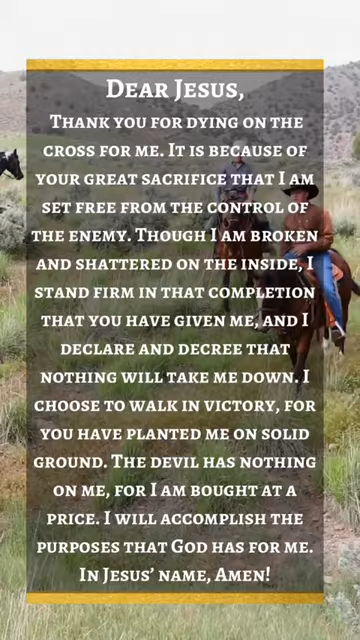 Dear Jesus,
Thank you for dying on the
cross for me. It is because of
your great sacrifice that I am
set free from the control of
the enemy. Though I am broken
and shattered on the inside, I
stand firm in that completion
that you have given me, and I
declare and decree that
nothing will take me down. I
choose to walk in victory, for
you have planted me on solid
ground. The devil has nothing
on me, for I am bought at a
price. I will accomplish the
purposes that God has for me.
In Jesus' name, Amen!